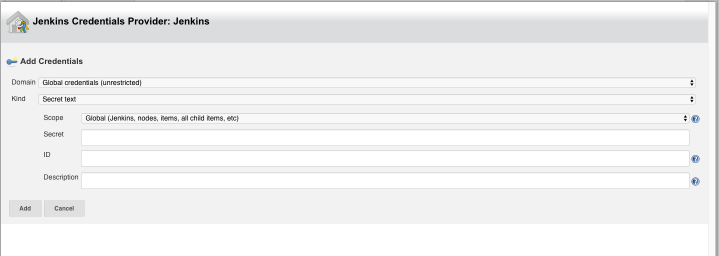 Jenkins Credentials Provider: Jenkins
Add Credentials
Domain Global credentials (unrestricted)
Kind Secret text
Scope Global (Jenkins, nodes, items, all child items, etc)
Secret
ID
Description
Add Cancel